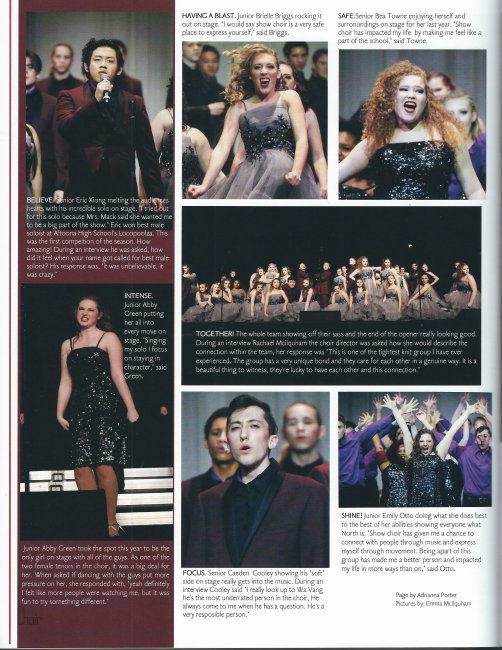 HAVING A BLAST. Junior Brielle Briggs rocking it
out on stage. "I would say show choir is a very safe
place to express yourself," said Briggs.
SAFE. Senior Bea Towne enjoying herself and
sorroundings on stage for her last year. "Show
choir has impacted my life by making me feel like a
part of the school," said Towne.
BELIEVE. Senior Eric Xiong melting the audiences
hearts with his incredible solo on stage. "I tried out
for this solo because Mrs. Mack said she wanted me
to be a big part of the show." Eric won best male
soloist at Altoona High School's Locopoolza. This
was the first compeition of the season. How
amazing! During an interview he was asked, how
did it feel when your name got called for best male
soloist? His response was, "it was unbelievable, it
was crazy."
INTENSE.
Junior Abby
Green putting
her all into
every move on
stage. "Singing
my solo I focus
on staying in
character," said
Green.
TOGETHER! The whole team showing off their sass and the end of the opener really looking good.
During an interview Rachael McIlquham the choir director was asked how she would describe the
connection within the team, her response was "This is one of the tightest knit group I have ever
experienced. The group has a very unique bond and they care for each other in a genuine way. It is a
beautiful thing to witness, they're lucky to have each other and this connection."
Junior Abby Green took the spot this year to be the
only girl on stage with all of the guys. As one of the
two female tenors in the choir, it was a big deal for
her. When asked if dancing with the guys put more
pressure on her, she responded with, "yeah definitely
I felt like more people were watching me, but it was
fun to try something different."
FOCUS. Senior Caeden Cooley showing his "soft"
side on stage really gets into the music. During an
interview Cooley said "I really look up to Wa Vang
he's the most underrated person in the choir, He
always come to me when he has a question. He's a
very resposible person."
SHINE! Junior Emily Otto doing what she does best
to the best of her abilities showing everyone what
North is. "Show choir has given me a chance to
connect with people through music and express
myself through movement. Being apart of this
group has made me a better person and impacted
my life in more ways than on," said Otto.
Page by Adrianna Porter
Pictures by: Emma McIlquham
Choir